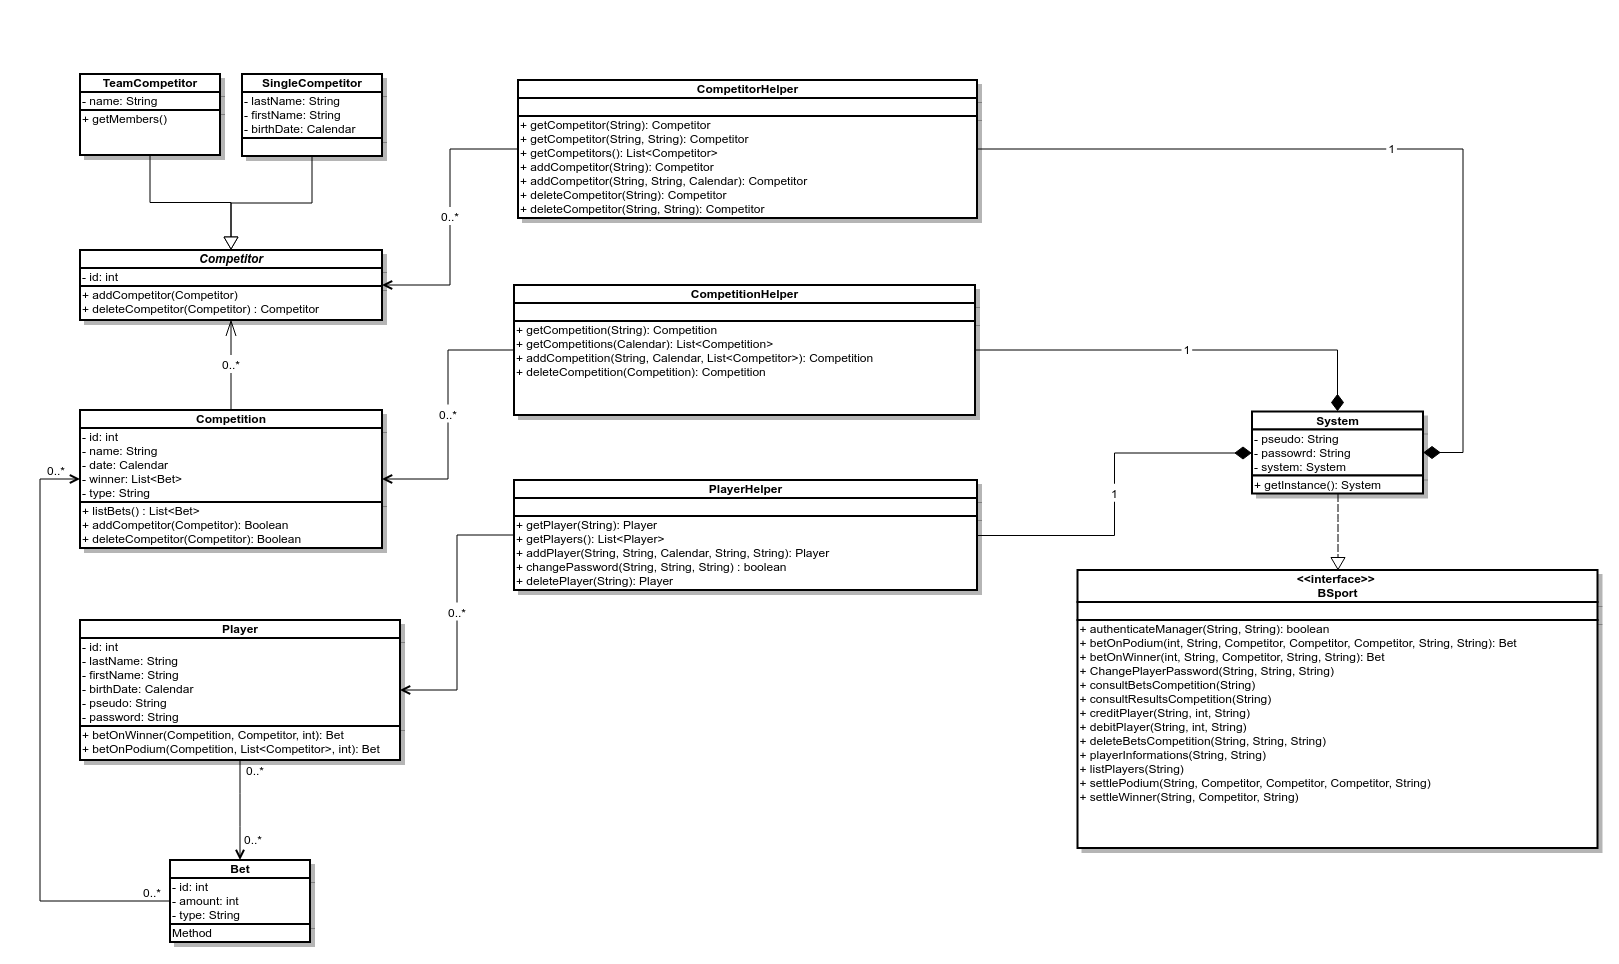 TeamCompetitor
- name: String
+ getMembers()
SingleCompetitor
- lastName: String
- firstName: String
- birthDate: Calendar
CompetitorHelper
+ getCompetitor(String): Competitor
+ getCompetitor(String, String): Competitor
+ getCompetitors(): List<Competitor>
+ addCompetitor(String): Competitor
+ addCompetitor(String, String, Calendar): Competitor
+ deleteCompetitor(String): Competitor
+ deleteCompetitor(String, String): Competitor
1
0..*
Competitor
- id: int
+ addCompetitor(Competitor)
+ deleteCompetitor(Competitor) : Competitor
0..*
CompetitionHelper
+ getCompetition(String): Competition
+ getCompetitions(Calendar): List<Competition>
+ addCompetition(String, Calendar, List<Competitor>): Competition
+ deleteCompetition(Competition): Competition
1
0..*
Competition
- id: int
- name: String
- date: Calendar
- winner: List<Bet>
- type: String
+ listBets() : List<Bet>
+ addCompetitor(Competitor): Boolean
+ deleteCompetitor(Competitor): Boolean
0..*
System
- pseudo: String
- passowrd: String
- system: System
+ getInstance(): System
PlayerHelper
+ getPlayer(String): Player
+ getPlayers(): List<Player>
+ addPlayer(String, String, Calendar, String, String): Player
+ changePassword(String, String, String) : boolean
+ deletePlayer(String): Player
1
0..*
<<interface>>
BSport
+ authenticateManager(String, String): boolean
+ betOnPodium(int, String, Competitor, Competitor, Competitor, String, String): Bet
+ betOnWinner(int, String, Competitor, String, String): Bet
+ ChangePlayerPassword(String, String, String)
+ consultBetsCompetition(String)
+ consultResultsCompetition(String)
+ creditPlayer(String, int, String)
+ debitPlayer(String, int, String)
+ deleteBetsCompetition(String, String, String)
+ playerInformations(String, String)
+ listPlayers(String)
+ settlePodium(String, Competitor, Competitor, Competitor, String)
+ settleWinner(String, Competitor, String)
Player
- id: int
- lastName: String
- firstName: String
- birthDate: Calendar
- pseudo: String
- password: String
+ betOnWinner(Competition, Competitor, int): Bet
+ betOnPodium(Competition, List<Competitor>, int): Bet
0..*
0..*
0..*
Bet
- id: int
- amount: int
- type: String
Method